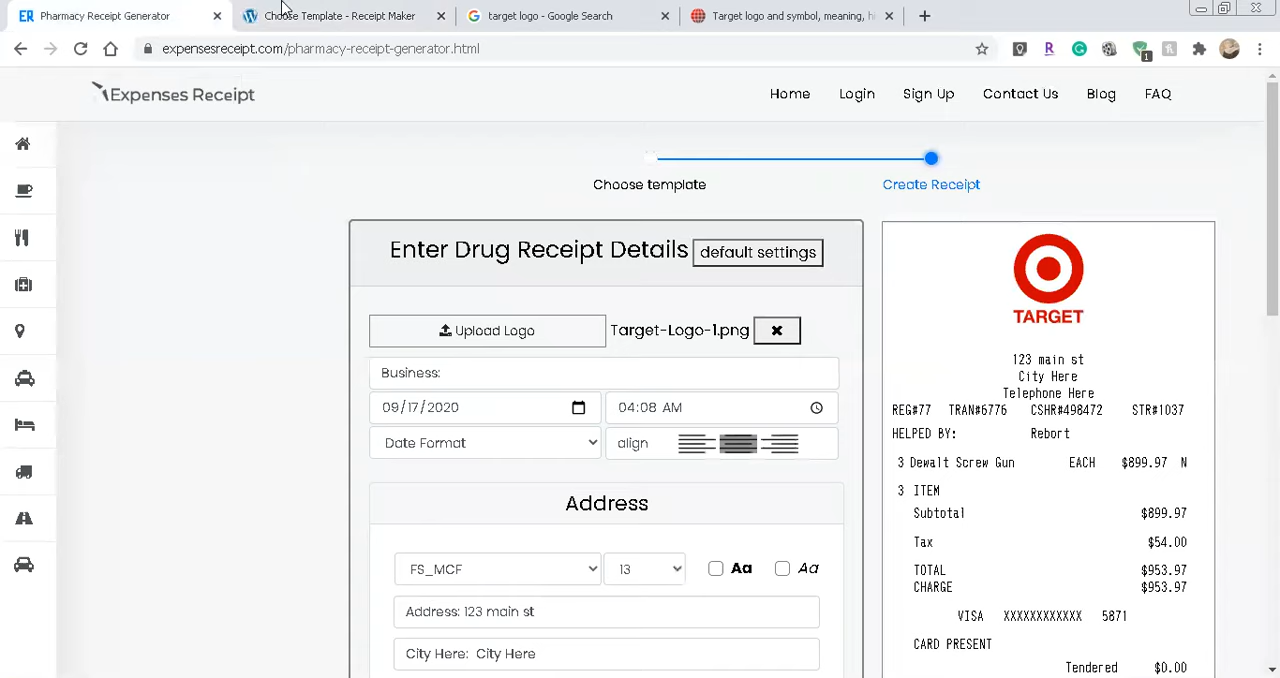 Pharmacy Receipt Generator
Choose Template - Receipt Maker
target logo - Google Search
Target logo and symbol, meaning, hi
expensesreceipt.com/pharmacy-receipt-generator.html
Expenses Receipt
Home Login Sign Up Contact Us Blog FAQ
Choose template
Create Receipt
Enter Drug Receipt Details default settings
Upload Logo Target-Logo-1.png
Business:
09/17/2020 04:08 AM
Date Format align
Address
FS_MCF 13 Aa Aa
Address: 123 main st
City Here: City Here
TARGET
123 main st
City Here
Telephone Here
REG#77 TRAN#6776 CSHR#498472 STR#1037
HELPED BY: Rebort
3 Dewalt Screw Gun EACH $899.97 N
3 ITEM
Subtotal $899.97
Tax $54.00
TOTAL $953.97
CHARGE $953.97
VISA XXXXXXXXXXXX 5871
CARD PRESENT
Tendered $0.00